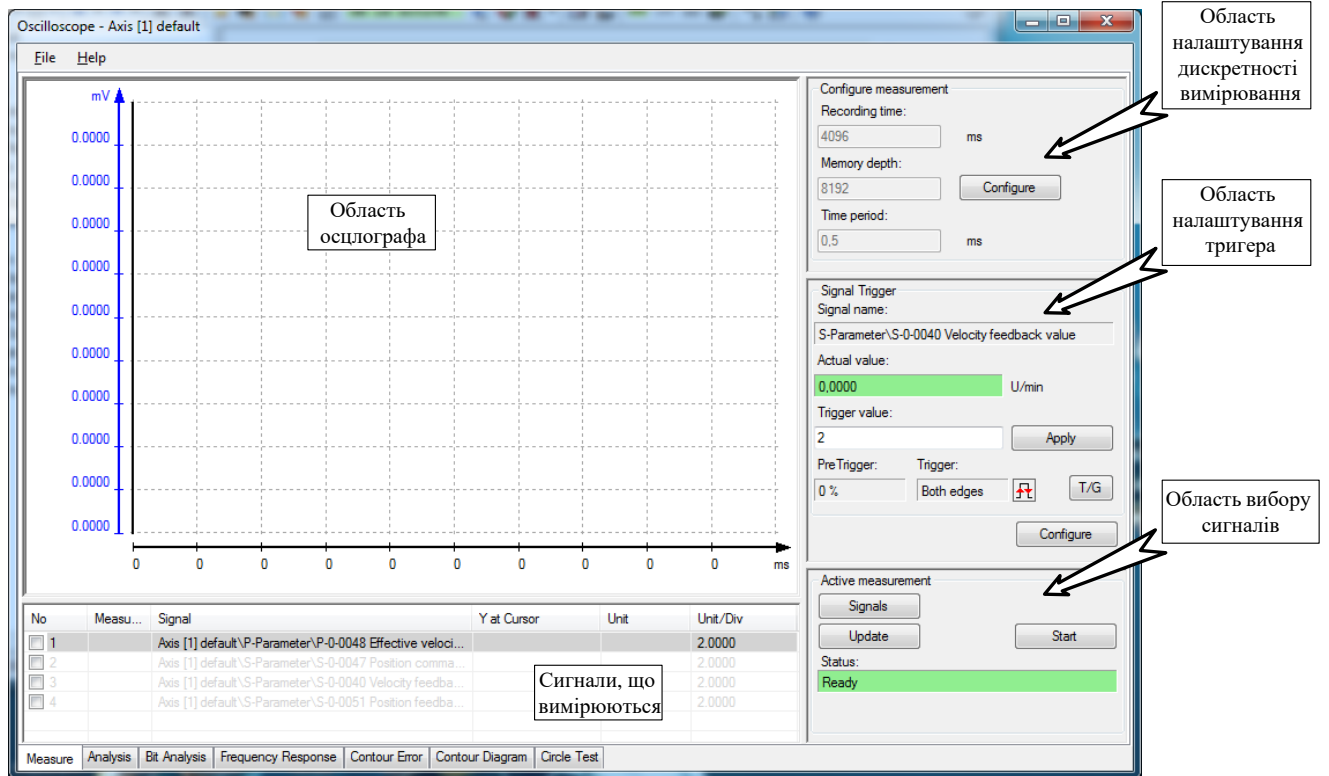 Oscilloscope - Axis [1] default
File Help
mV
0.0000
0.0000
0.0000
0.0000
0.0000
0.0000
0.0000
0.0000
0.0000
0.0000
0 0 0 0 0 0 0 0 0 0 ms
Область
осцлографа
No Measu... Signal Y at Cursor Unit Unit/Div
1 Axis [1] default\P-Parameter\P-0-0048 Effective veloci... 2.0000
2 Axis [1] default\S-Parameter\S-0-0047 Position comma... 2.0000
3 Axis [1] default\S-Parameter\S-0-0040 Velocity feedba... 2.0000
4 Axis [1] default\S-Parameter\S-0-0051 Position feedba... 2.0000
Сигнали, що
вимірюються
Measure Analysis Bit Analysis Frequency Response Contour Error Contour Diagram Circle Test
Configure measurement
Recording time:
4096 ms
Memory depth:
8192 Configure
Time period:
0,5 ms
Signal Trigger
Signal name:
S-Parameter\S-0-0040 Velocity feedback value
Actual value:
0,0000 U/min
Trigger value:
2 Apply
PreTrigger: Trigger:
0 % Both edges T/G
Configure
Active measurement
Signals
Update Start
Status:
Ready
Область
налаштування
дискретності
вимірювання
Область
налаштування
тригера
Область вибору
сигналів